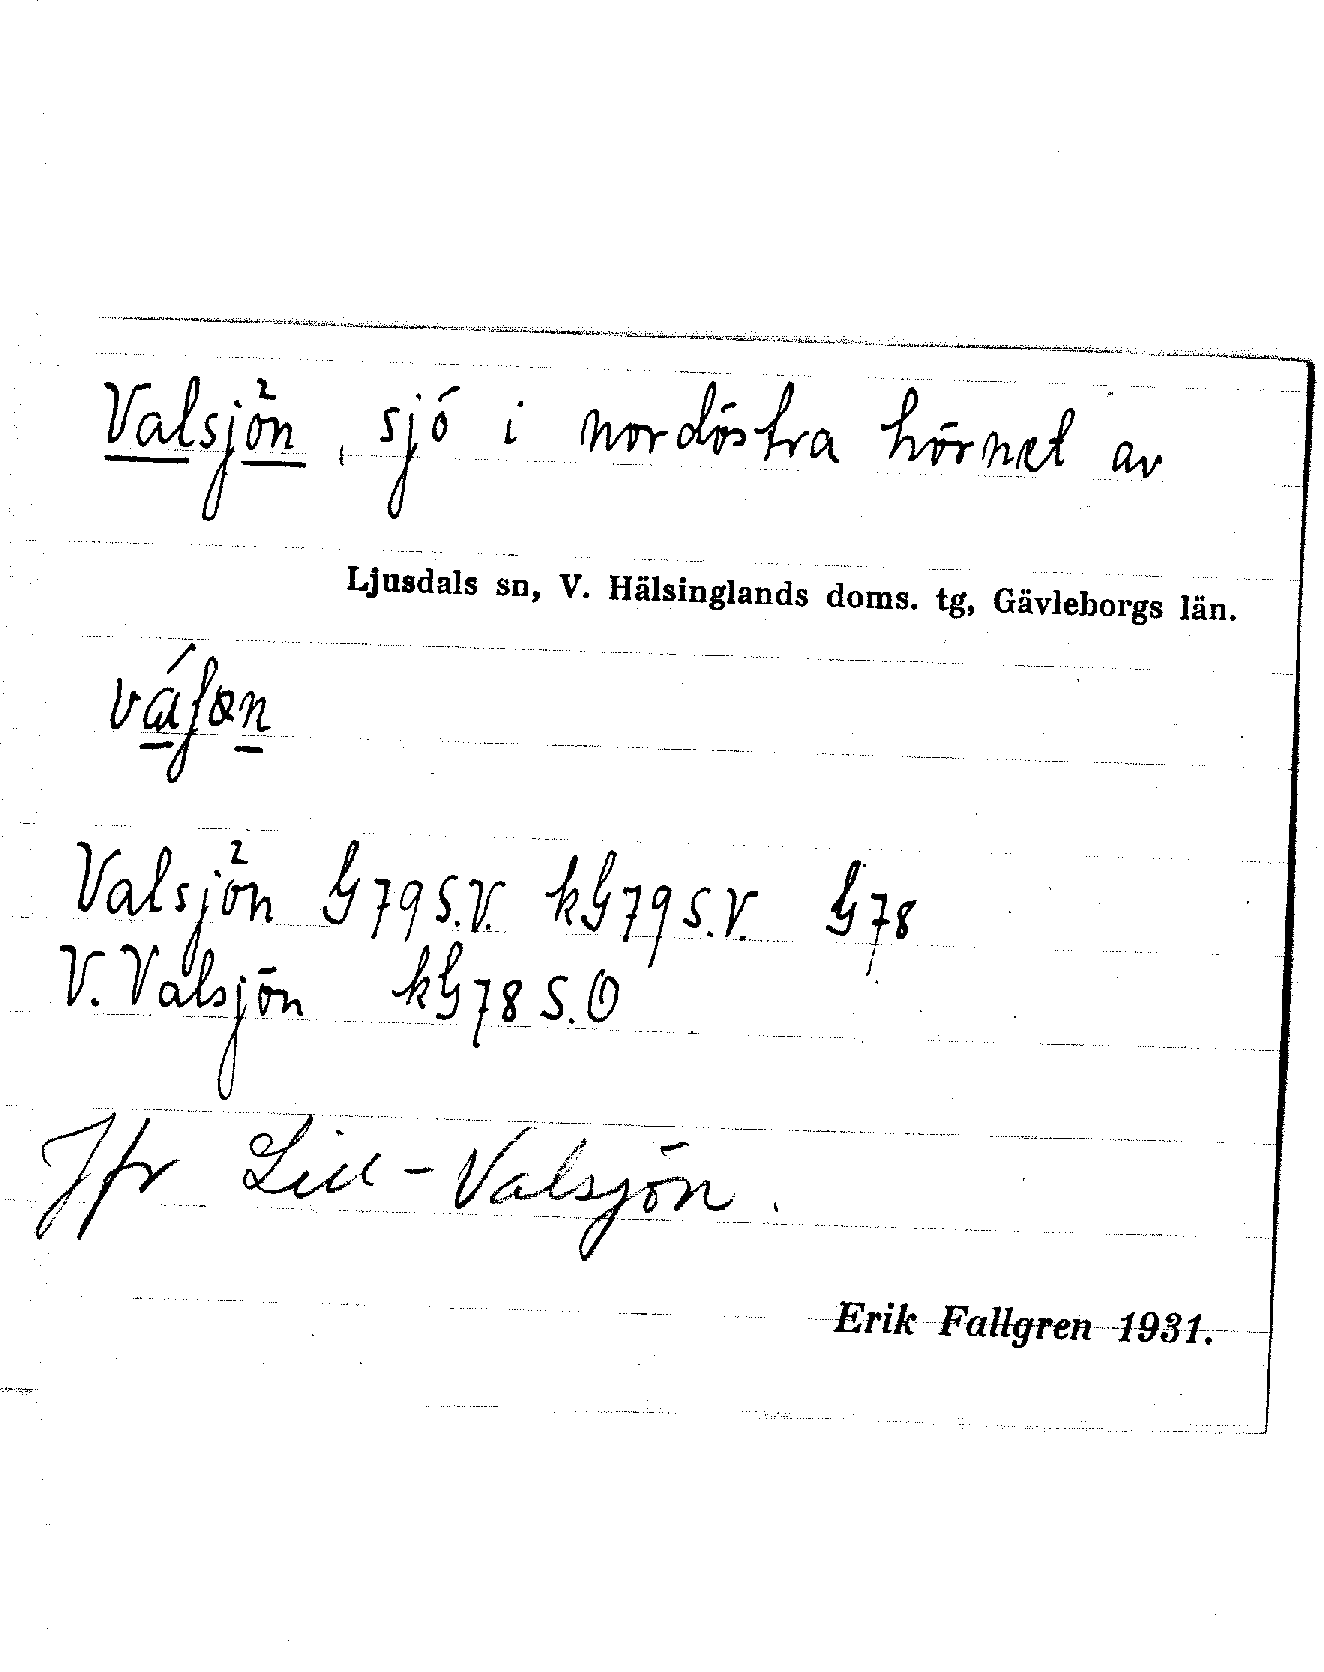 Valsjön, sjö i nordöstra hörnet av
Ljusdals sn, V. Hälsinglands doms. tg, Gävleborgs län.
Valsjön G79 S.V. kG79 S.V. G78
V. Valsjön kG78 S.O
Jfr Lill-Valsjön.
Erik Fallgren 1931.